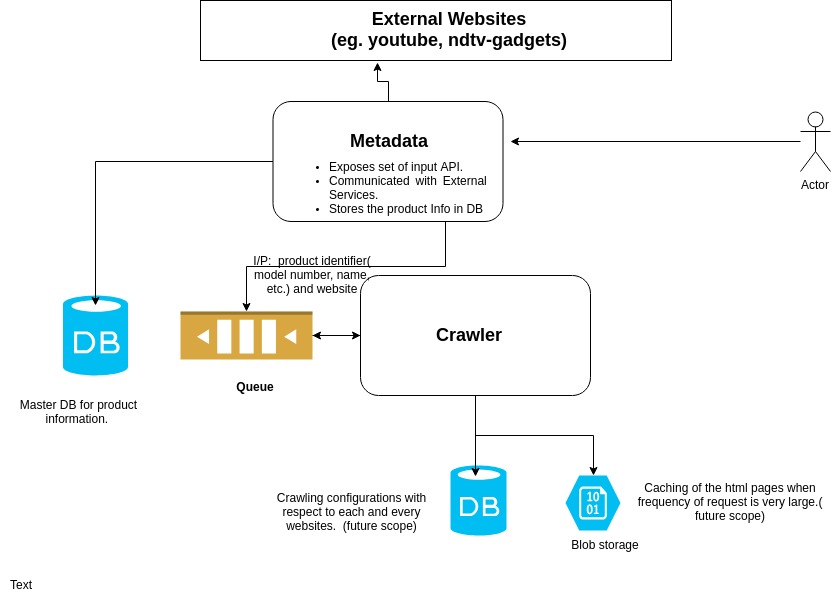 External Websites
(eg. youtube, ndtv-gadgets)
Metadata
• Exposes set of input API.
• Communicated with External
Services.
• Stores the product Info in DB
Actor
I/P: product identifier(
model number, name,
etc.) and website
DB
Crawler
Queue
Master DB for product
information.
Crawling configurations with
respect to each and every
websites. (future scope)
DB
10
01
Caching of the html pages when
frequency of request is very large.(
future scope)
Blob storage
Text